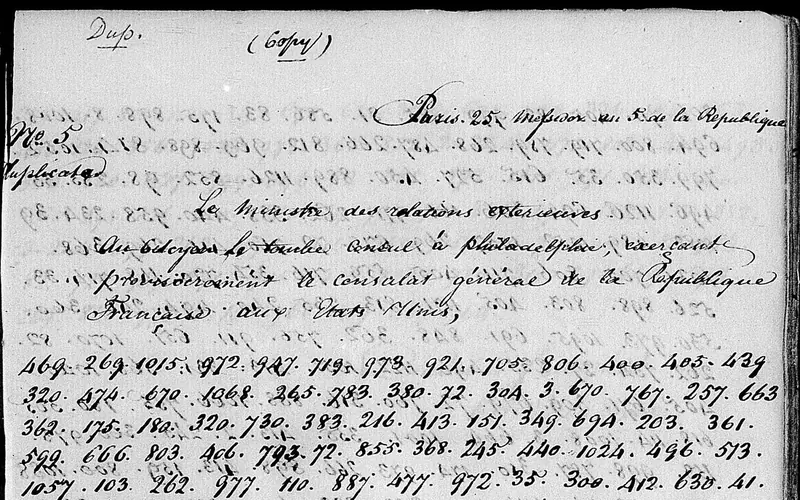 Dup.
(Copy)
Paris. 25. Messidor an 5. de la Republique
No. 5
Duplicata.
Le Ministre des relations exterieures
Au Citoyen Le tombe Consul à philadelphie, exerçant
provisoirement le consalat général de la République
Française aux Etats Unis,
469. 269. 1015. 972. 947. 719. 973. 921. 705. 806. 400. 405. 439
320. 474. 670. 1068. 265. 783. 380. 72. 304. 3. 670. 767. 257. 663
362. 175. 180. 320. 730. 383. 216. 413. 151. 349. 694. 203. 361.
599. 666. 803. 406. 793. 72. 855. 368. 245. 440. 1024. 496. 573.
1057. 103. 262. 977. 110. 887. 477. 972. 35. 300. 412. 630. 41.